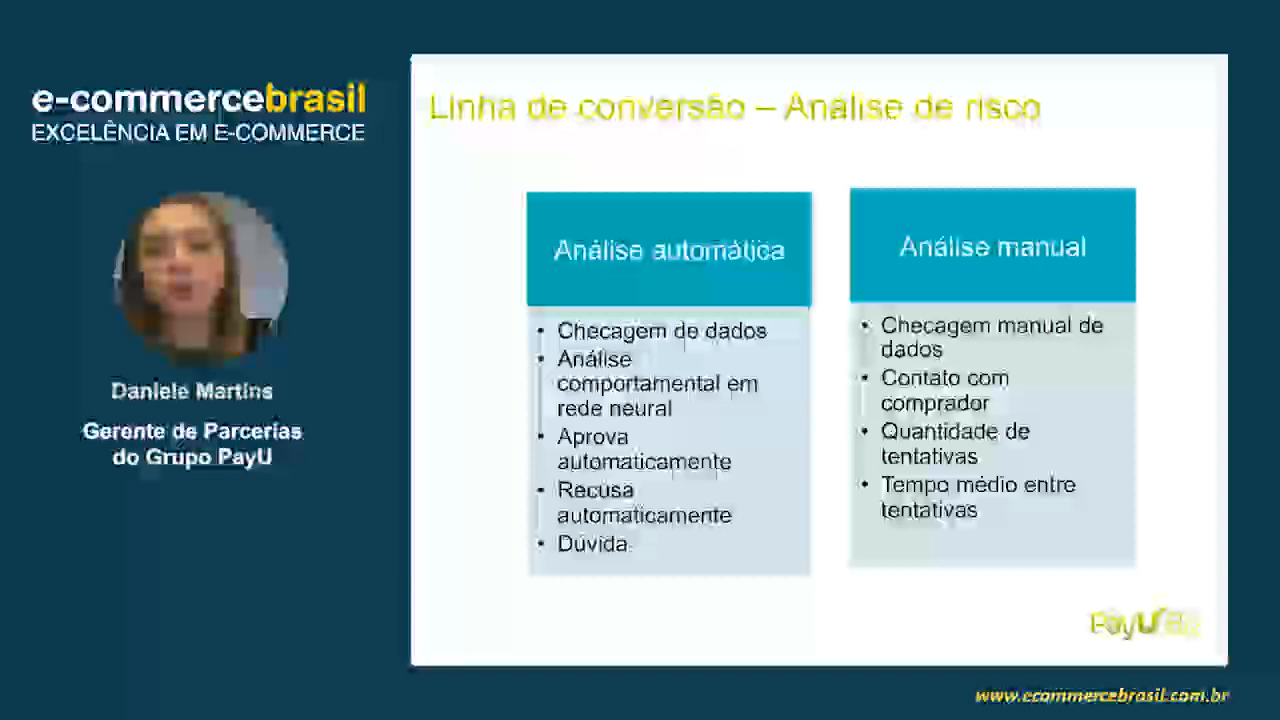 e-commercebrasil
EXCELÊNCIA EM E-COMMERCE
Daniele Martins
Gerente de Parcerias
do Grupo PayU
Linha de conversão – Análise de risco
Análise automática
• Checagem de dados
• Análise
comportamental em
rede neural
• Aprova
automaticamente
• Recusa
automaticamente
• Dúvida
Análise manual
• Checagem manual de
dados
• Contato com
comprador
• Quantidade de
tentativas
• Tempo médio entre
tentativas
PayU
www.ecommercebrasil.com.br